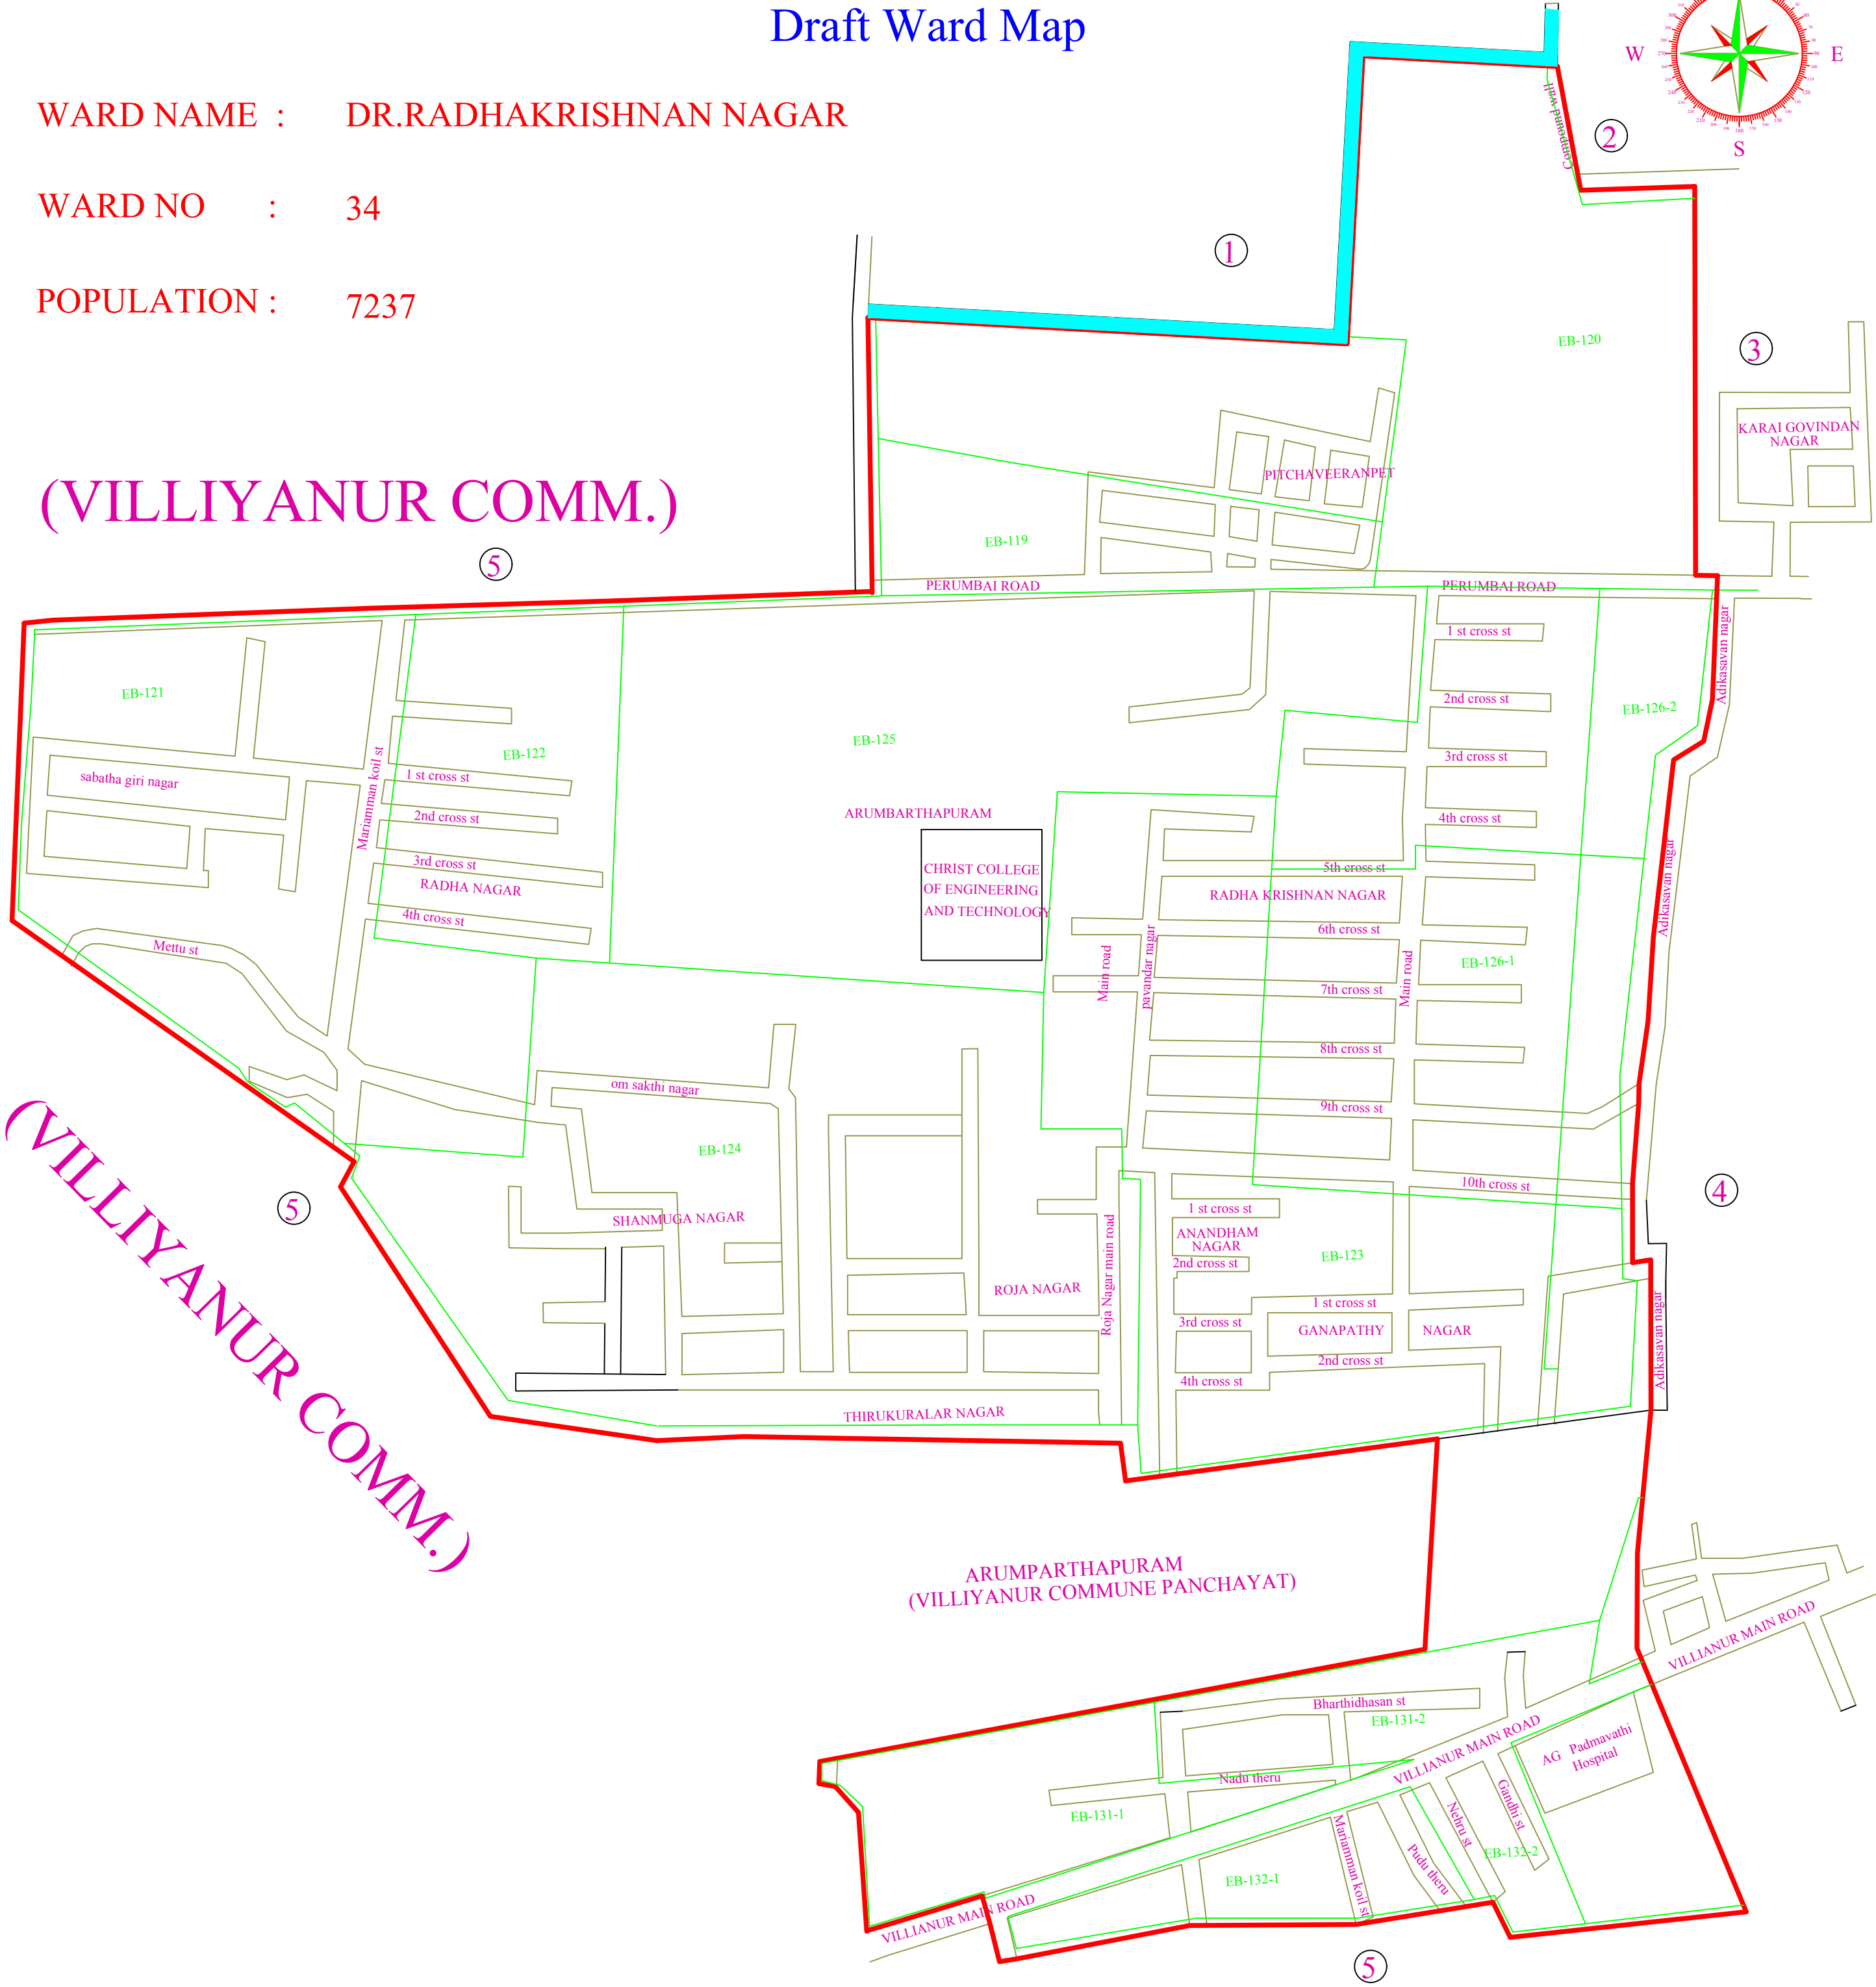 Draft Ward Map
W
E
S
WARD NAME : DR.RADHAKRISHNAN NAGAR
WARD NO : 34
POPULATION : 7237
Compound wall
2
1
3
EB-120
KARAI GOVINDAN
NAGAR
(VILLIYANUR COMM.)
5
PITCHAVEERANPET
EB-119
PERUMBAI ROAD
PERUMBAI ROAD
Adikasavan nagar
1 st cross st
2nd cross st
3rd cross st
4th cross st
EB-126-2
EB-121
EB-122
EB-125
sabatha giri nagar
Mariamman koil st
1 st cross st
2nd cross st
3rd cross st
RADHA NAGAR
4th cross st
Mettu st
ARUMBARTHAPURAM
CHRIST COLLEGE
OF ENGINEERING
AND TECHNOLOGY
5th cross st
RADHA KRISHNAN NAGAR
6th cross st
Main road
pavandar nagar
Main road
EB-126-1
Adikasavan nagar
7th cross st
8th cross st
9th cross st
10th cross st
om sakthi nagar
EB-124
SHANMUGA NAGAR
ROJA NAGAR
Roja Nagar main road
1 st cross st
ANANDHAM
NAGAR
2nd cross st
EB-123
1 st cross st
3rd cross st
GANAPATHY NAGAR
2nd cross st
4th cross st
Adikasavan nagar
4
THIRUKURALAR NAGAR
5
(VILLIYANUR COMM.)
ARUMPARTHAPURAM
(VILLIYANUR COMMUNE PANCHAYAT)
VILLIANUR MAIN ROAD
Bharthidhasan st
EB-131-2
VILLIANUR MAIN ROAD
AG Padmavathi
Hospital
Nadu theru
EB-131-1
Mariamman koil st
Pudu theru
Nehru st
Gandhi st
EB-132-2
EB-132-1
VILLIANUR MAIN ROAD
5